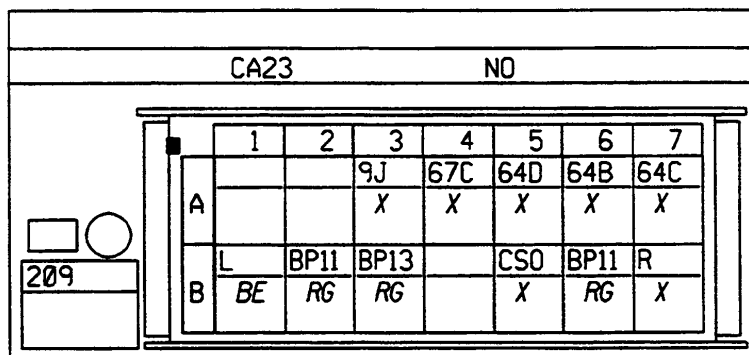 CA23 NO
1 2 3 4 5 6 7
9J 67C 64D 64B 64C
A X X X X X
L BP11 BP13 CSO BP11 R
B BE RG RG X RG X
209